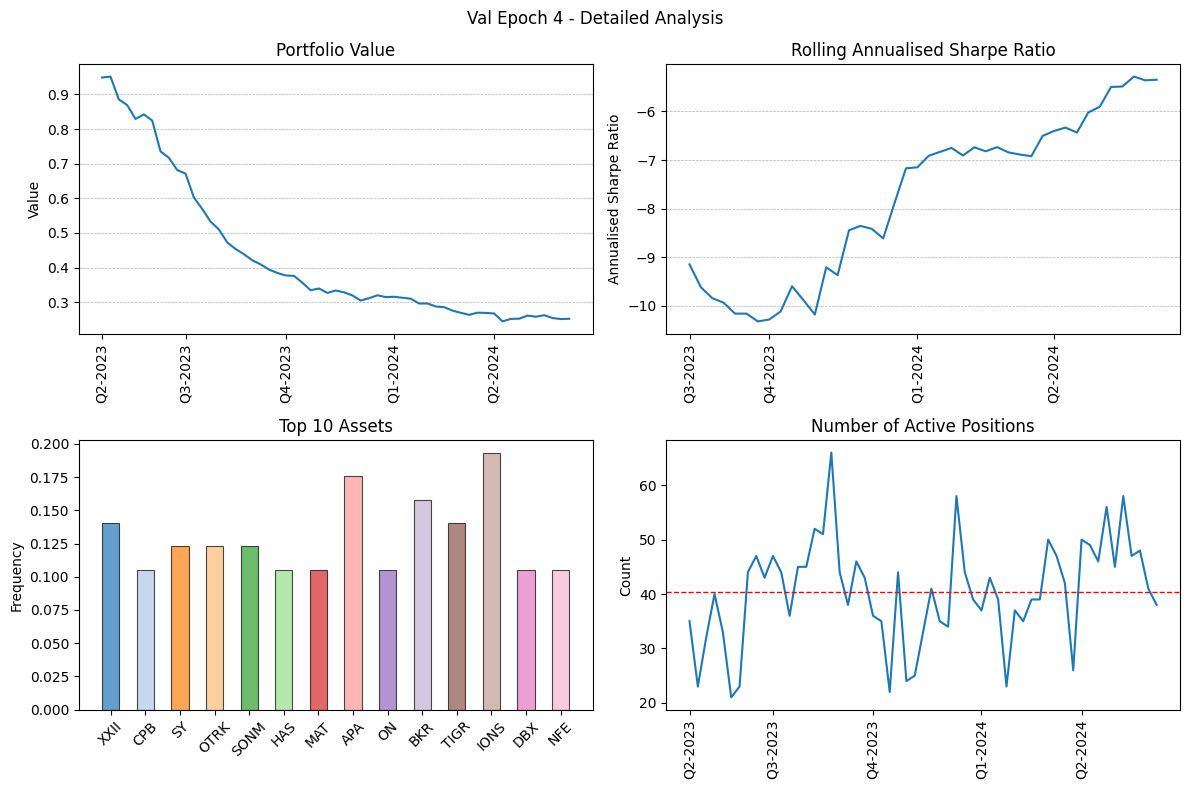 Val Epoch 4 - Detailed Analysis
Portfolio Value
Value
0.9
0.8
0.7
0.6
0.5
0.4
0.3
Q2-2023
Q3-2023
Q4-2023
Q1-2024
Q2-2024
Rolling Annualised Sharpe Ratio
Annualised Sharpe Ratio
−6
−7
−8
−9
−10
Q3-2023
Q4-2023
Q1-2024
Q2-2024
Top 10 Assets
Frequency
0.200
0.175
0.150
0.125
0.100
0.075
0.050
0.025
0.000
XXII
CPB
SY
OTRK
SONM
HAS
MAT
APA
ON
BKR
TIGR
IONS
DBX
NFE
Number of Active Positions
Count
60
50
40
30
20
Q2-2023
Q3-2023
Q4-2023
Q1-2024
Q2-2024